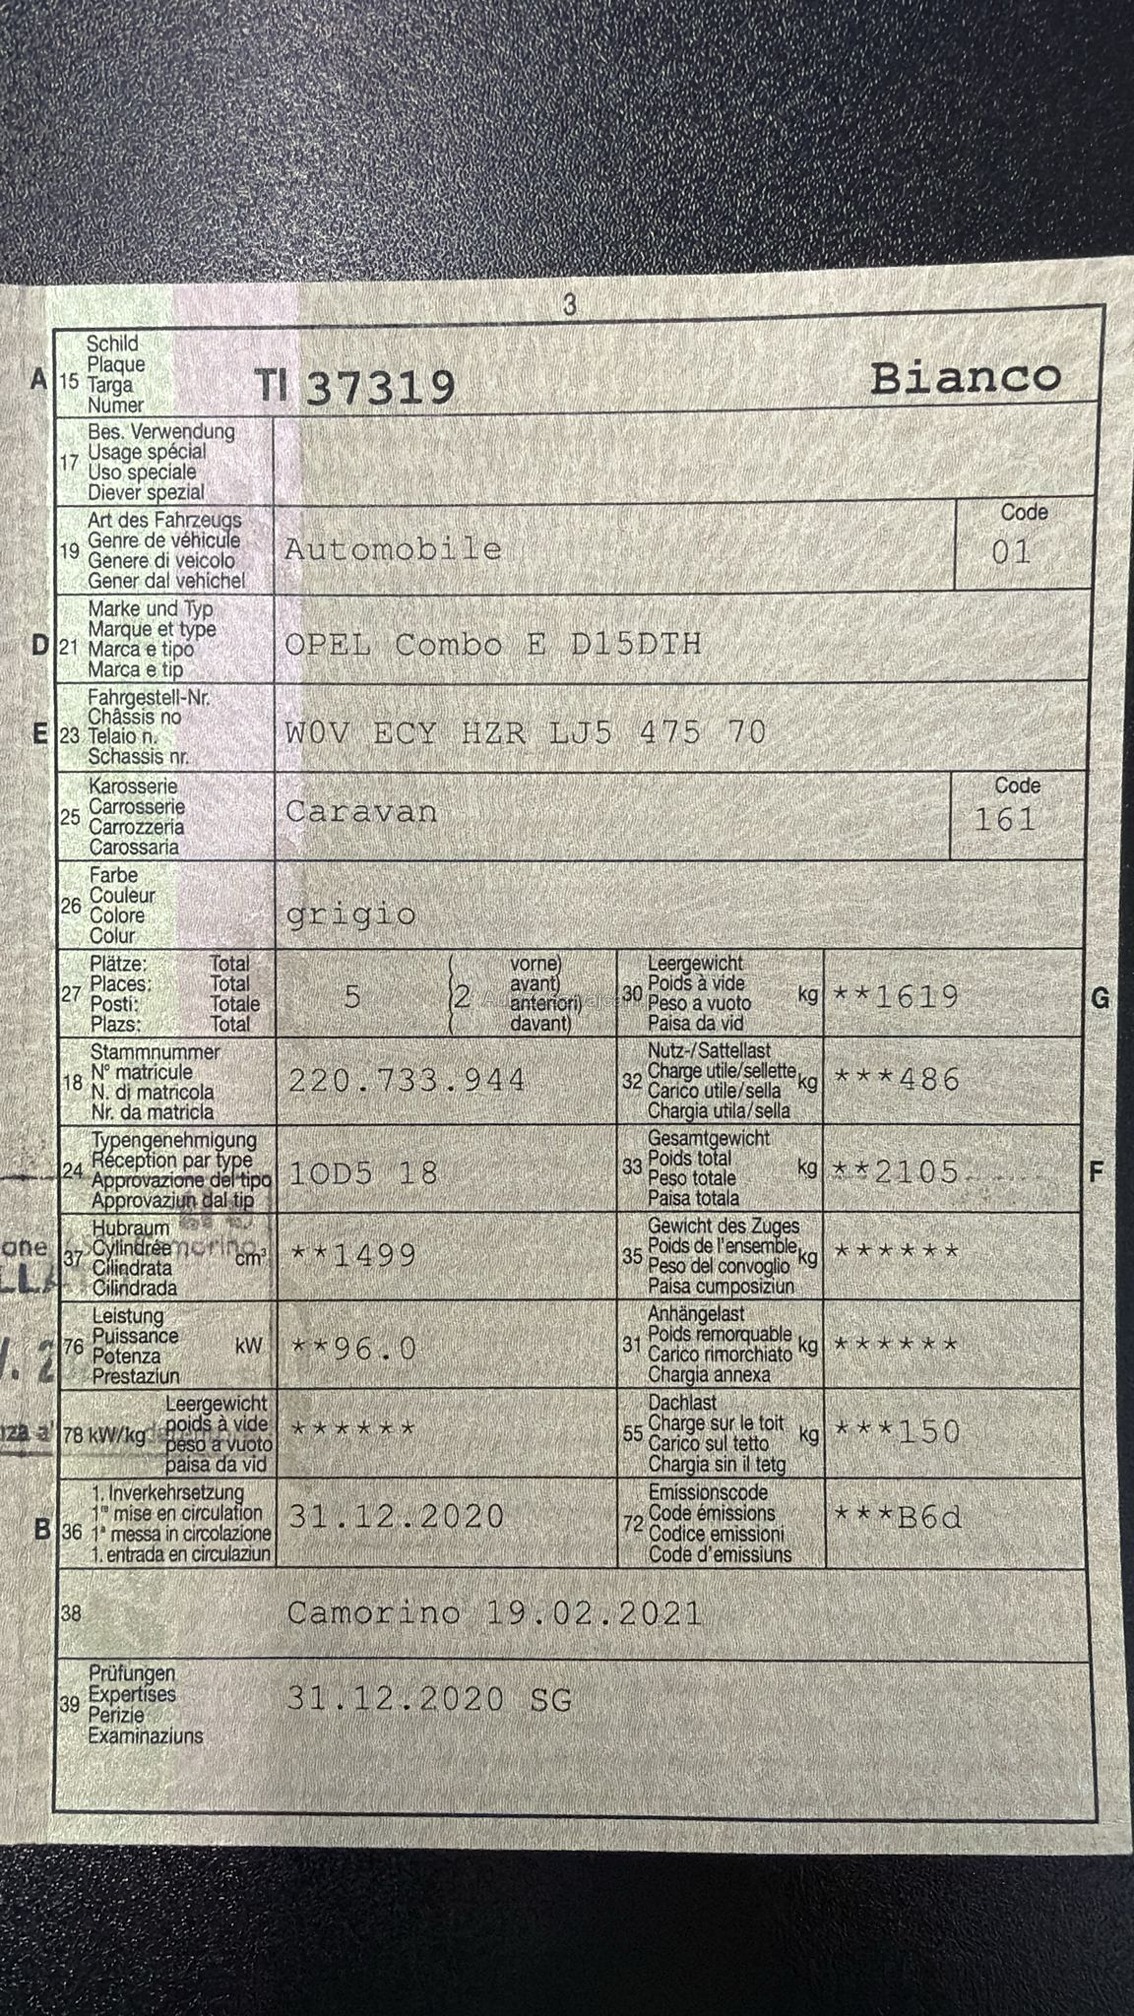 3
A 15 Schild
Plaque
Targa
Numer
TI 37319 Bianco
17 Bes. Verwendung
Usage spécial
Uso speciale
Diever spezial
19 Art des Fahrzeugs
Genre de véhicule
Genere di veicolo
Gener dal vehichel
Automobile
Code
01
D 21 Marke und Typ
Marque et type
Marca e tipo
Marca e tip
OPEL Combo E D15DTH
E 23 Fahrgestell-Nr.
Châssis no
Telaio n.
Schassis nr.
W0V ECY HZR LJ5 475 70
25 Karosserie
Carrosserie
Carrozzeria
Carossaria
Caravan
Code
161
26 Farbe
Couleur
Colore
Colur
grigio
27 Plätze: Total
Places: Total
Posti: Totale
Plazs: Total
5
( vorne)
( avant)
(2 anteriori)
( davant)
30 Leergewicht
Poids à vide
Peso a vuoto
Paisa da vid
kg **1619 G
18 Stammnummer
N° matricule
N. di matricola
Nr. da matricla
220.733.944
32 Nutz-/Sattellast
Charge utile/sellette
Carico utile/sella
Chargia utila/sella
kg ***486
24 Typengenehmigung
Réception par type
Approvazione del tipo
Approvaziun dal tip
1OD5 18
33 Gesamtgewicht
Poids total
Peso totale
Paisa totala
kg **2105 F
37 Hubraum
Cylindrée
Cilindrata
Cilindrada
cm³ **1499
35 Gewicht des Zuges
Poids de l'ensemble
Peso del convoglio
Paisa cumposiziun
kg ******
76 Leistung
Puissance
Potenza
Prestaziun
kW **96.0
31 Anhängelast
Poids remorquable
Carico rimorchiato
Chargia annexa
kg ******
78 kW/kg Leergewicht
poids à vide
peso a vuoto
paisa da vid
******
55 Dachlast
Charge sur le toit
Carico sul tetto
Chargia sin il tetg
kg ***150
B 36 1. Inverkehrsetzung
1re mise en circulation
1a messa in circolazione
1. entrada en circulaziun
31.12.2020
72 Emissionscode
Code émissions
Codice emissioni
Code d'emissiuns
***B6d
38 Camorino 19.02.2021
39 Prüfungen
Expertises
Perizie
Examinaziuns
31.12.2020 SG